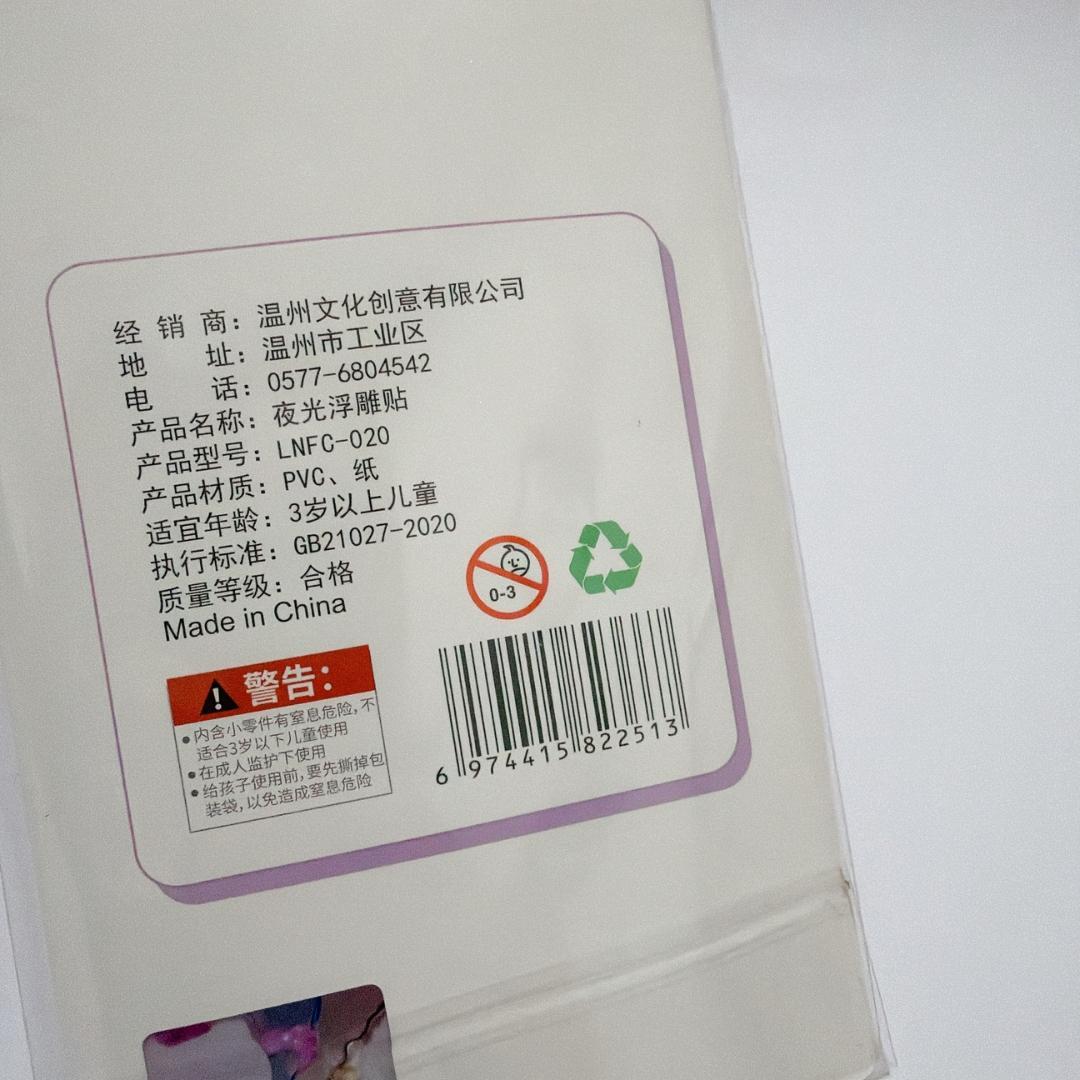 经销商：温州文化创意有限公司
地址：温州市工业区
电话：0577-6804542
产品名称：夜光浮雕贴
产品型号：LNFC-020
产品材质：PVC、纸
适宜年龄：3岁以上儿童
执行标准：GB21027-2020
质量等级：合格
Made in China
0-3
警告：
●内含小零件有窒息危险，不
适合3岁以下儿童使用
●在成人监护下使用
●给孩子使用前，要先撕掉包
装袋，以免造成窒息危险
6 974415 822513